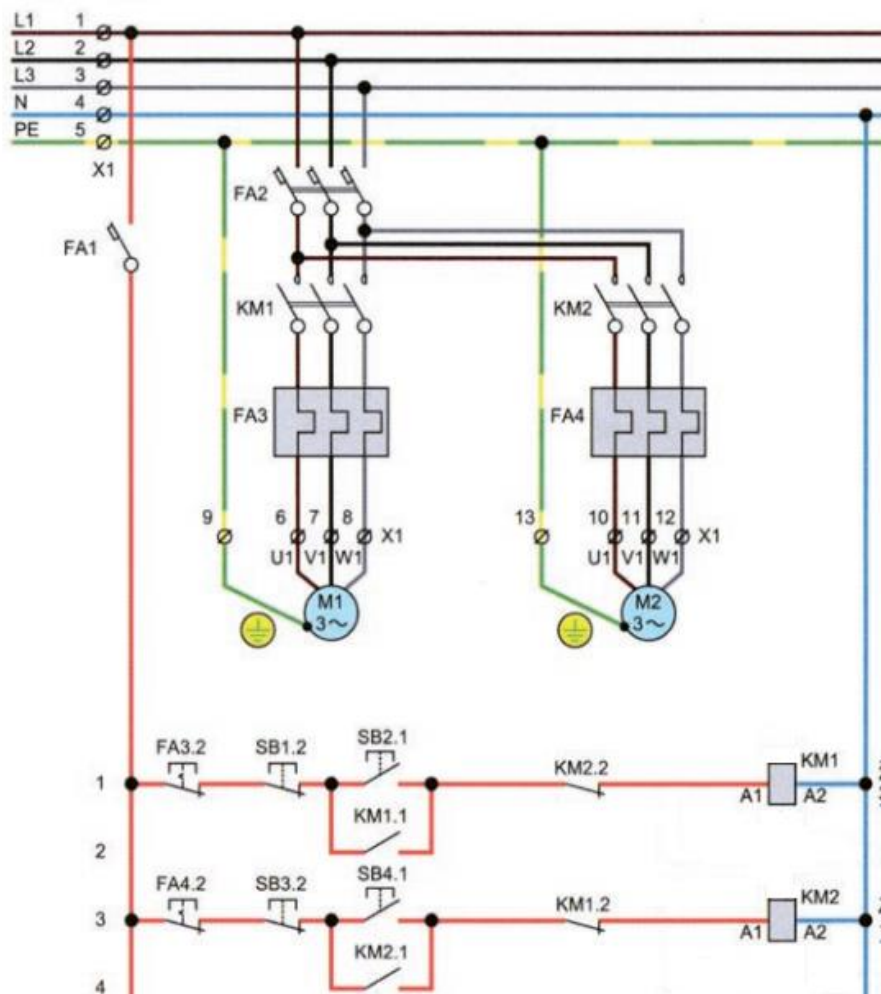 L1 1
L2 2
L3 3
N 4
PE 5
X1
FA2
FA1
KM1 KM2
FA3 FA4
9 6 7 8 X1 13 10 11 12 X1
U1 V1 W1 U1 V1 W1
M1 M2
3~ 3~
FA3.2 SB1.2 SB2.1 KM2.2 KM1
1 A1 A2
KM1.1
2
FA4.2 SB3.2 SB4.1 KM1.2 KM2
3 A1 A2
KM2.1
4